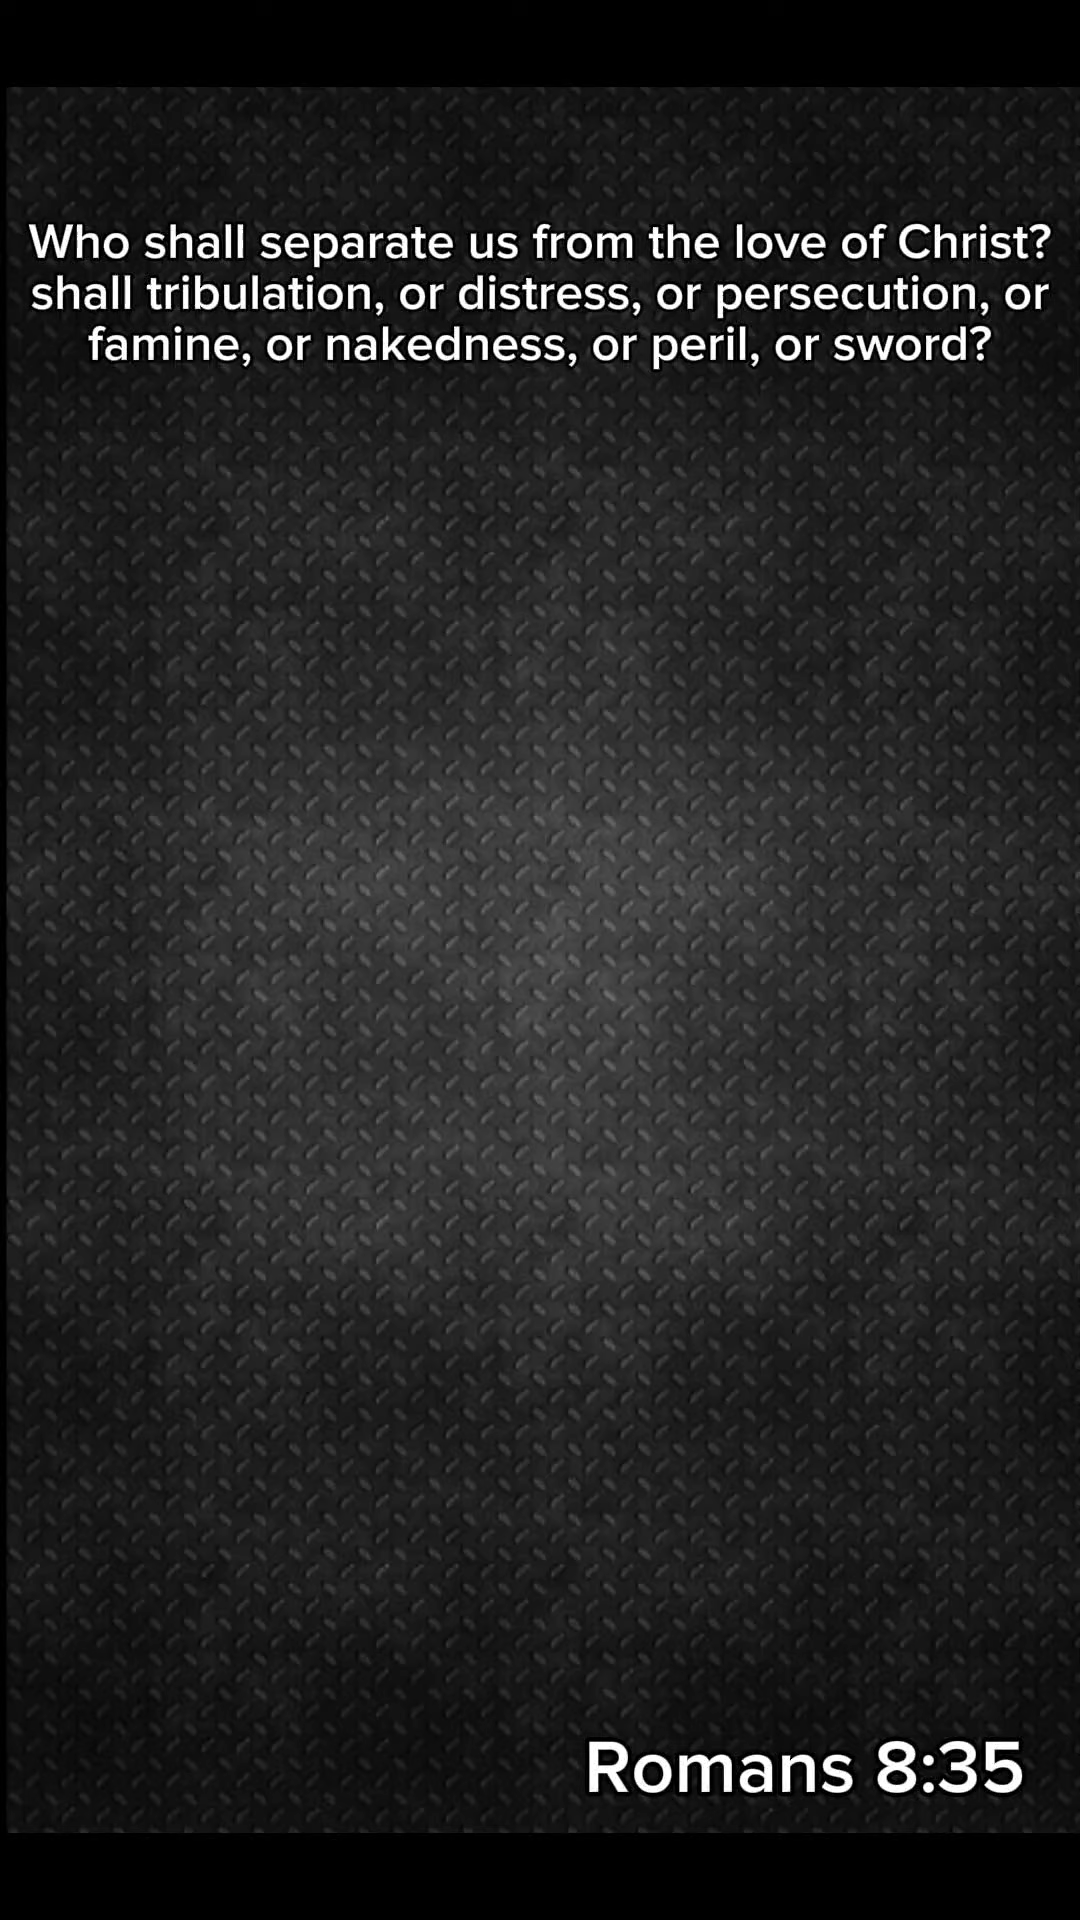 Who shall separate us from the love of Christ?
shall tribulation, or distress, or persecution, or
famine, or nakedness, or peril, or sword?
Romans 8:35